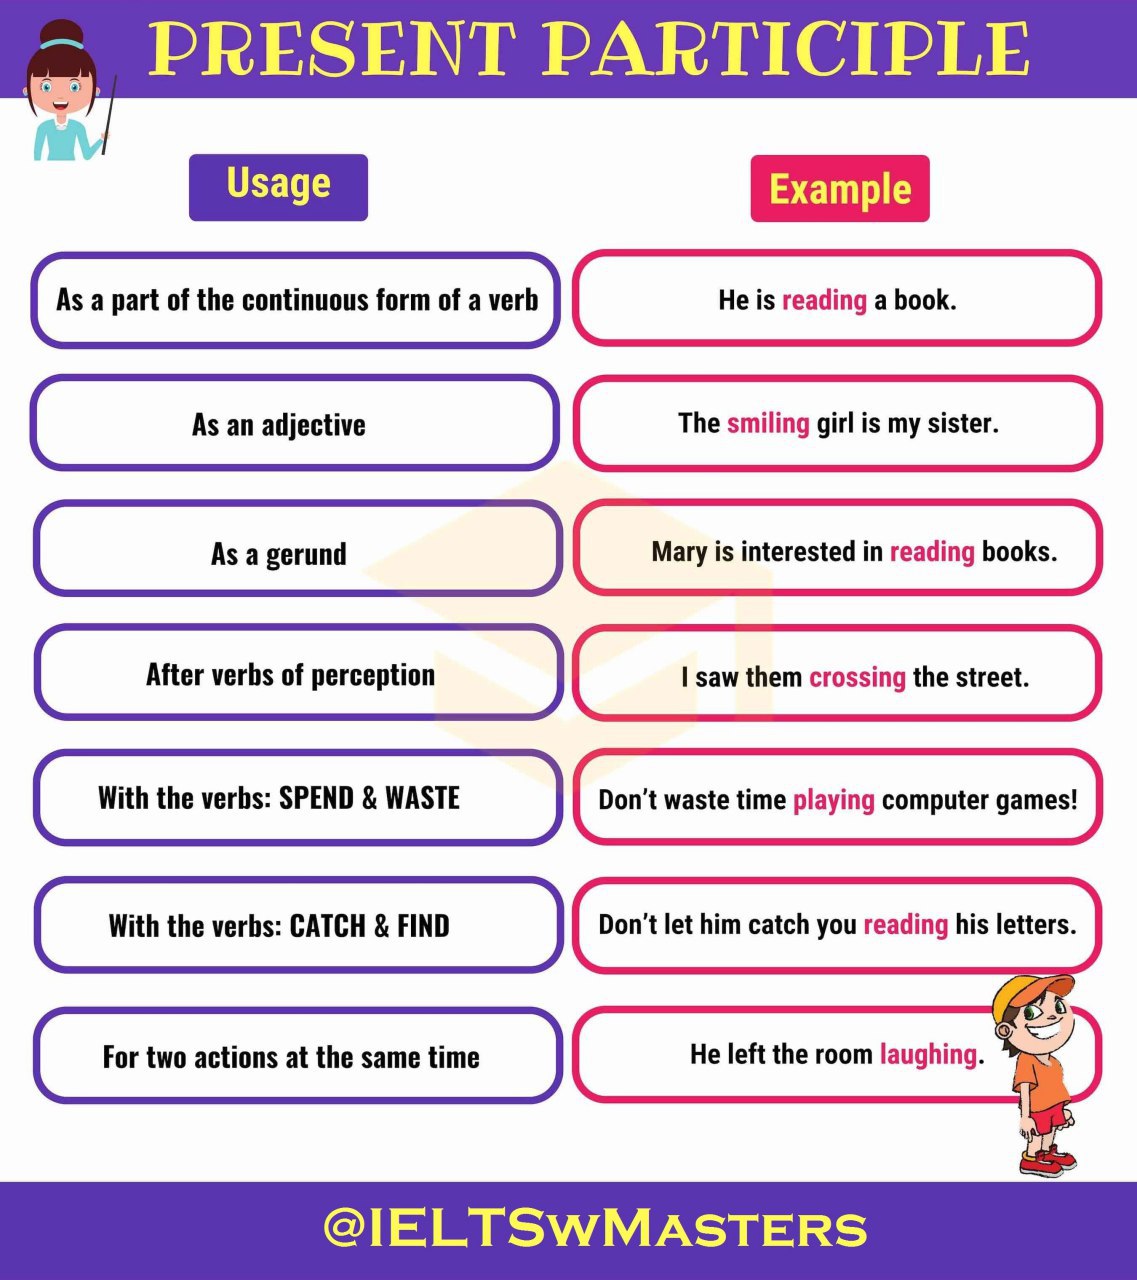 PRESENT PARTICIPLE
Usage
Example
As a part of the continuous form of a verb
He is reading a book.
As an adjective
The smiling girl is my sister.
As a gerund
Mary is interested in reading books.
After verbs of perception
I saw them crossing the street.
With the verbs: SPEND & WASTE
Don't waste time playing computer games!
With the verbs: CATCH & FIND
Don't let him catch you reading his letters.
For two actions at the same time
He left the room laughing.
@IELTSwMasters